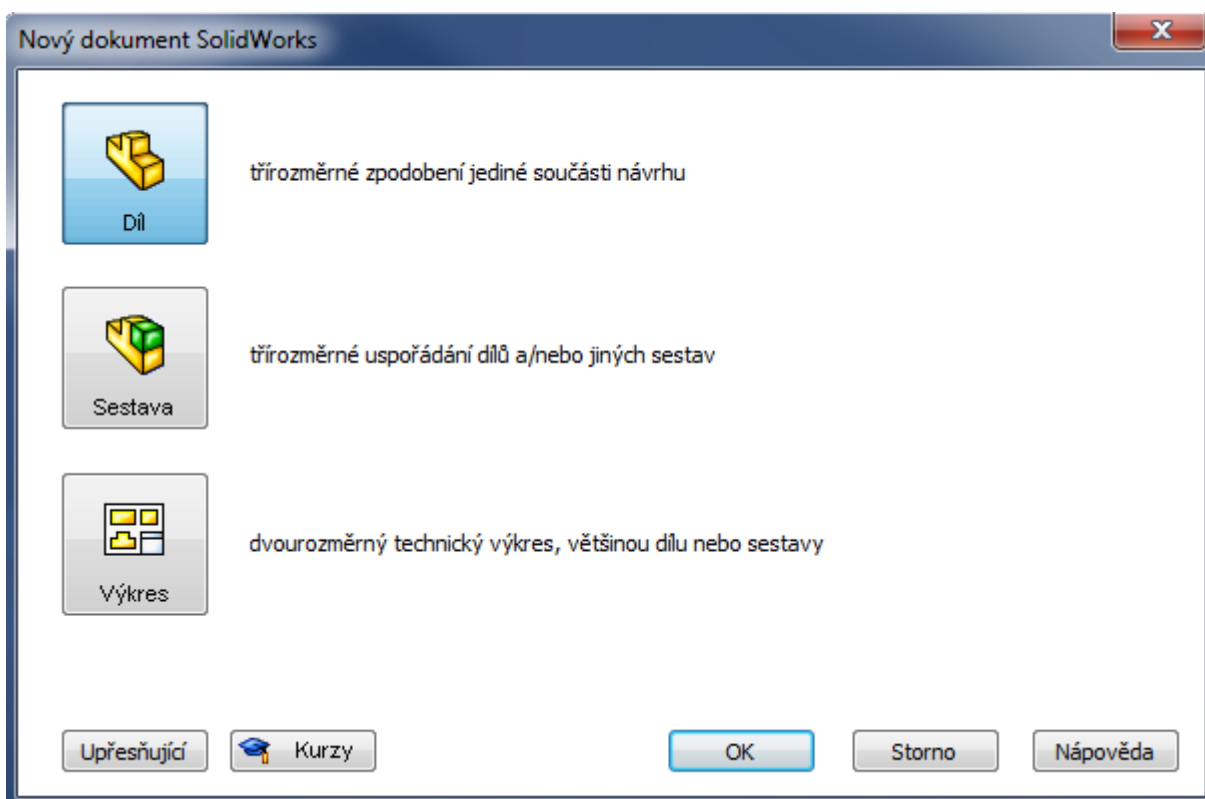 Nový dokument SolidWorks
Díl
třírozměrné zpodobení jediné součásti návrhu
Sestava
třírozměrné uspořádání dílů a/nebo jiných sestav
Výkres
dvourozměrný technický výkres, většinou dílu nebo sestavy
Upřesňující
Kurzy
OK
Storno
Nápověda